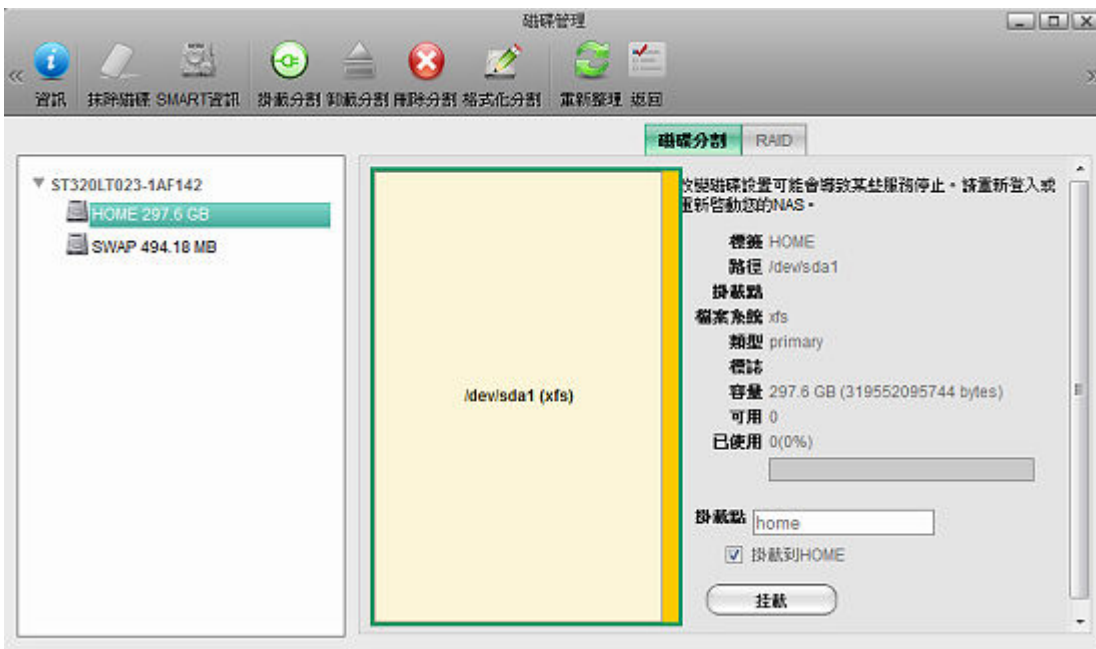 磁碟管理
資訊 抹除磁碟 SMART資訊 掛載分割 卸載分割 刪除分割 格式化分割 重新整理 返回
磁碟分割 RAID
ST320LT023-1AF142
HOME 297.6 GB
SWAP 494.18 MB
/dev/sda1 (xfs)
改變磁碟設置可能會導致某些服務停止。請重新登入或
重新啓動您的NAS。
標籤 HOME
路徑 /dev/sda1
掛載點
檔案系統 xfs
類型 primary
標誌
容量 297.6 GB (319552095744 bytes)
可用 0
已使用 0(0%)
掛載點 home
掛載到HOME
挂載